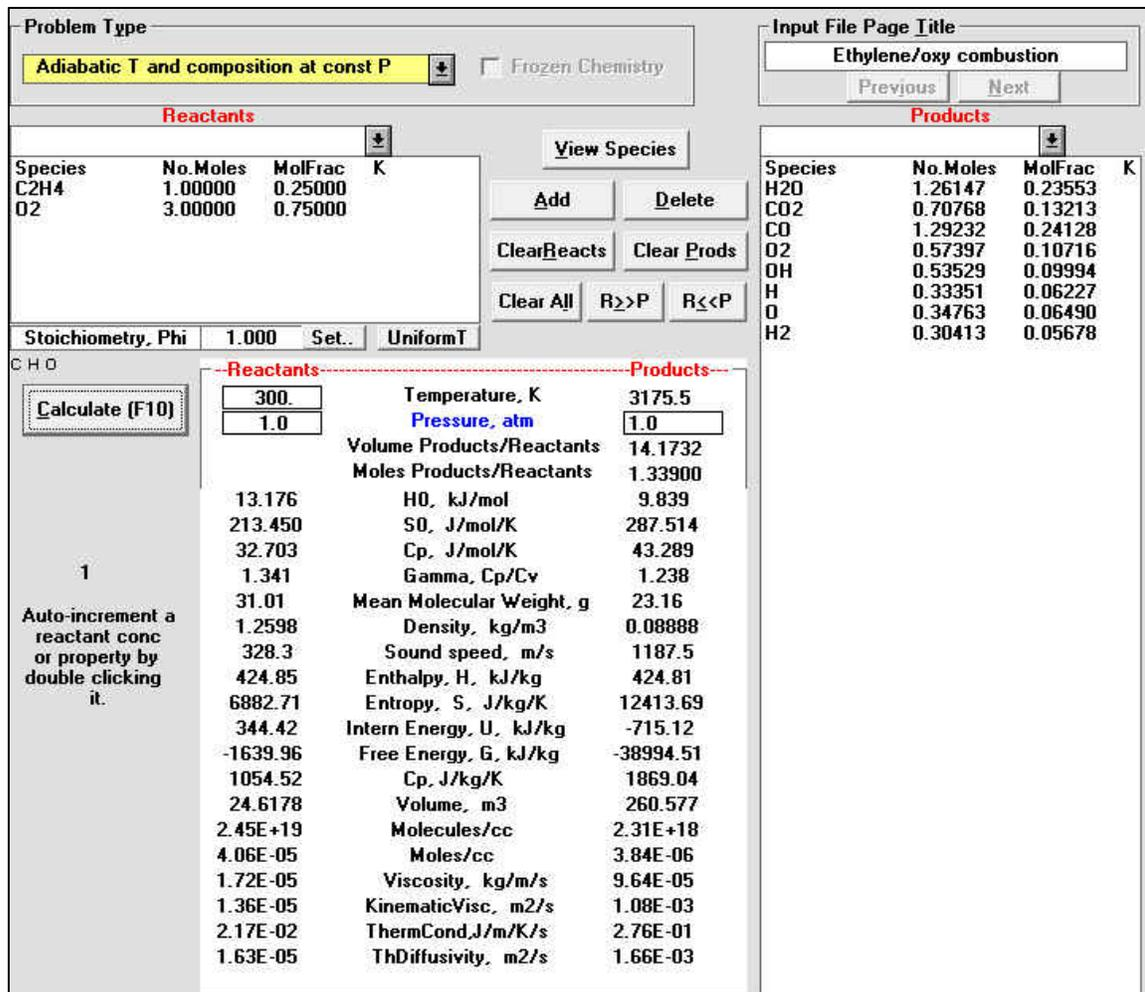 Problem Type
Adiabatic T and composition at const P
Frozen Chemistry
Input File Page Title
Ethylene/oxy combustion
Previous Next
Reactants
Species No.Moles MolFrac K
C2H4 1.00000 0.25000
O2 3.00000 0.75000
View Species
Add Delete
ClearReacts Clear Prods
Clear All R>>P R<<P
Products
Species No.Moles MolFrac K
H2O 1.26147 0.23553
CO2 0.70768 0.13213
CO 1.29232 0.24128
O2 0.57397 0.10716
OH 0.53529 0.09994
H 0.33351 0.06227
O 0.34763 0.06490
H2 0.30413 0.05678
Stoichiometry, Phi 1.000 Set.. UniformT
C H O
Calculate (F10)
--Reactants-- --Products--
300. Temperature, K 3175.5
1.0 Pressure, atm 1.0
Volume Products/Reactants 14.1732
Moles Products/Reactants 1.33900
13.176 H0, kJ/mol 9.839
213.450 S0, J/mol/K 287.514
32.703 Cp, J/mol/K 43.289
1.341 Gamma, Cp/Cv 1.238
31.01 Mean Molecular Weight, g 23.16
1.2598 Density, kg/m3 0.08888
328.3 Sound speed, m/s 1187.5
424.85 Enthalpy, H, kJ/kg 424.81
6882.71 Entropy, S, J/kg/K 12413.69
344.42 Intern Energy, U, kJ/kg -715.12
-1639.96 Free Energy, G, kJ/kg -38994.51
1054.52 Cp, J/kg/K 1869.04
24.6178 Volume, m3 260.577
2.45E+19 Molecules/cc 2.31E+18
4.06E-05 Moles/cc 3.84E-06
1.72E-05 Viscosity, kg/m/s 9.64E-05
1.36E-05 KinematicVisc, m2/s 1.08E-03
2.17E-02 ThermCond,J/m/K/s 2.76E-01
1.63E-05 ThDiffusivity, m2/s 1.66E-03
1
Auto-increment a
reactant conc
or property by
double clicking
it.